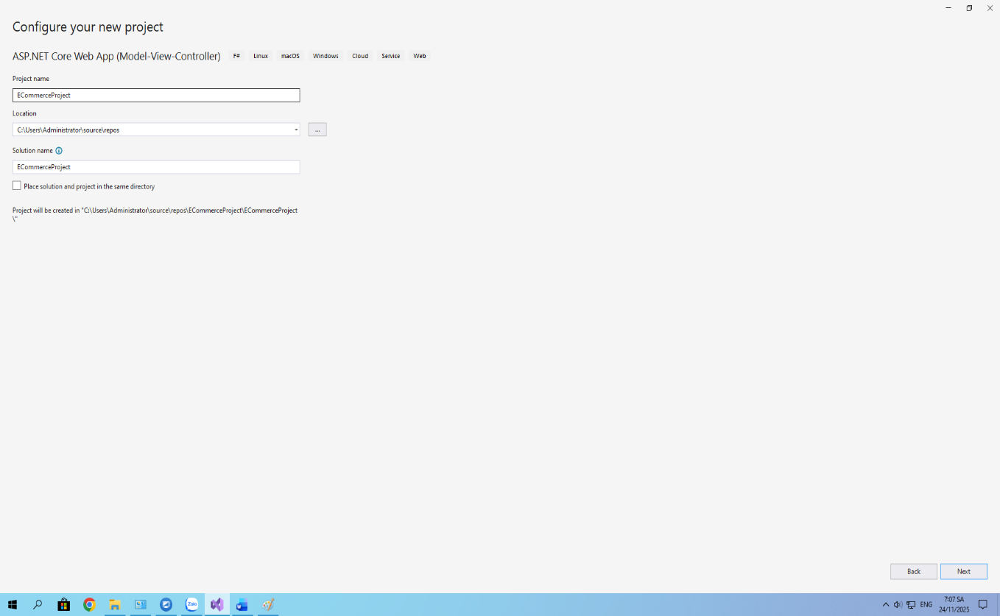 Configure your new project
ASP.NET Core Web App (Model-View-Controller) F# Linux macOS Windows Cloud Service Web
Project name
ECommerceProject
Location
C:\Users\Administrator\source\repos
...
Solution name
ECommerceProject
Place solution and project in the same directory
Project will be created in "C:\Users\Administrator\source\repos\ECommerceProject\ECommerceProject
\"
Back Next
Zalo
ENG
7:07 SA
24/11/2025